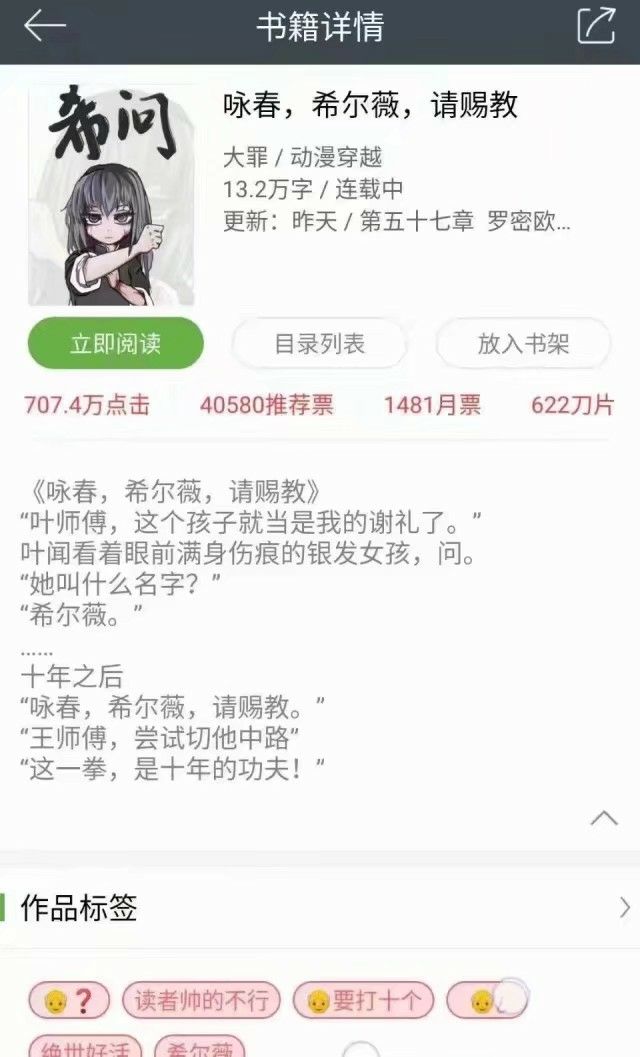 书籍详情
希问
咏春，希尔薇，请赐教
大罪 / 动漫穿越
13.2万字 / 连载中
更新：昨天 / 第五十七章 罗密欧...
立即阅读
目录列表
放入书架
707.4万点击 40580推荐票 1481月票 622刀片
《咏春，希尔薇，请赐教》
“叶师傅，这个孩子就当是我的谢礼了。”
叶闻看着眼前满身伤痕的银发女孩，问。
“她叫什么名字？”
“希尔薇。”
......
十年之后
“咏春，希尔薇，请赐教。”
“王师傅，尝试切他中路”
“这一拳，是十年的功夫！”
作品标签
👴❓ 读者帅的不行 👴要打十个 👴
绝世好活 希尔薇